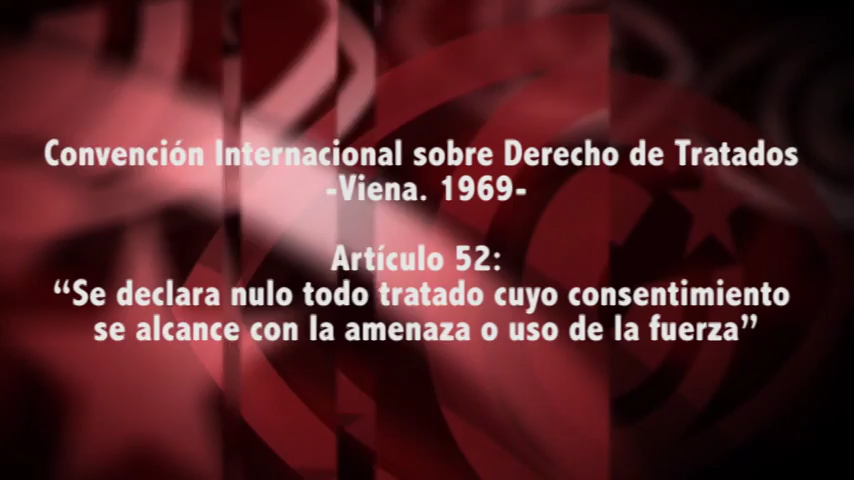 Convención Internacional sobre Derecho de Tratados
-Viena. 1969-
Artículo 52:
“Se declara nulo todo tratado cuyo consentimiento
se alcance con la amenaza o uso de la fuerza”